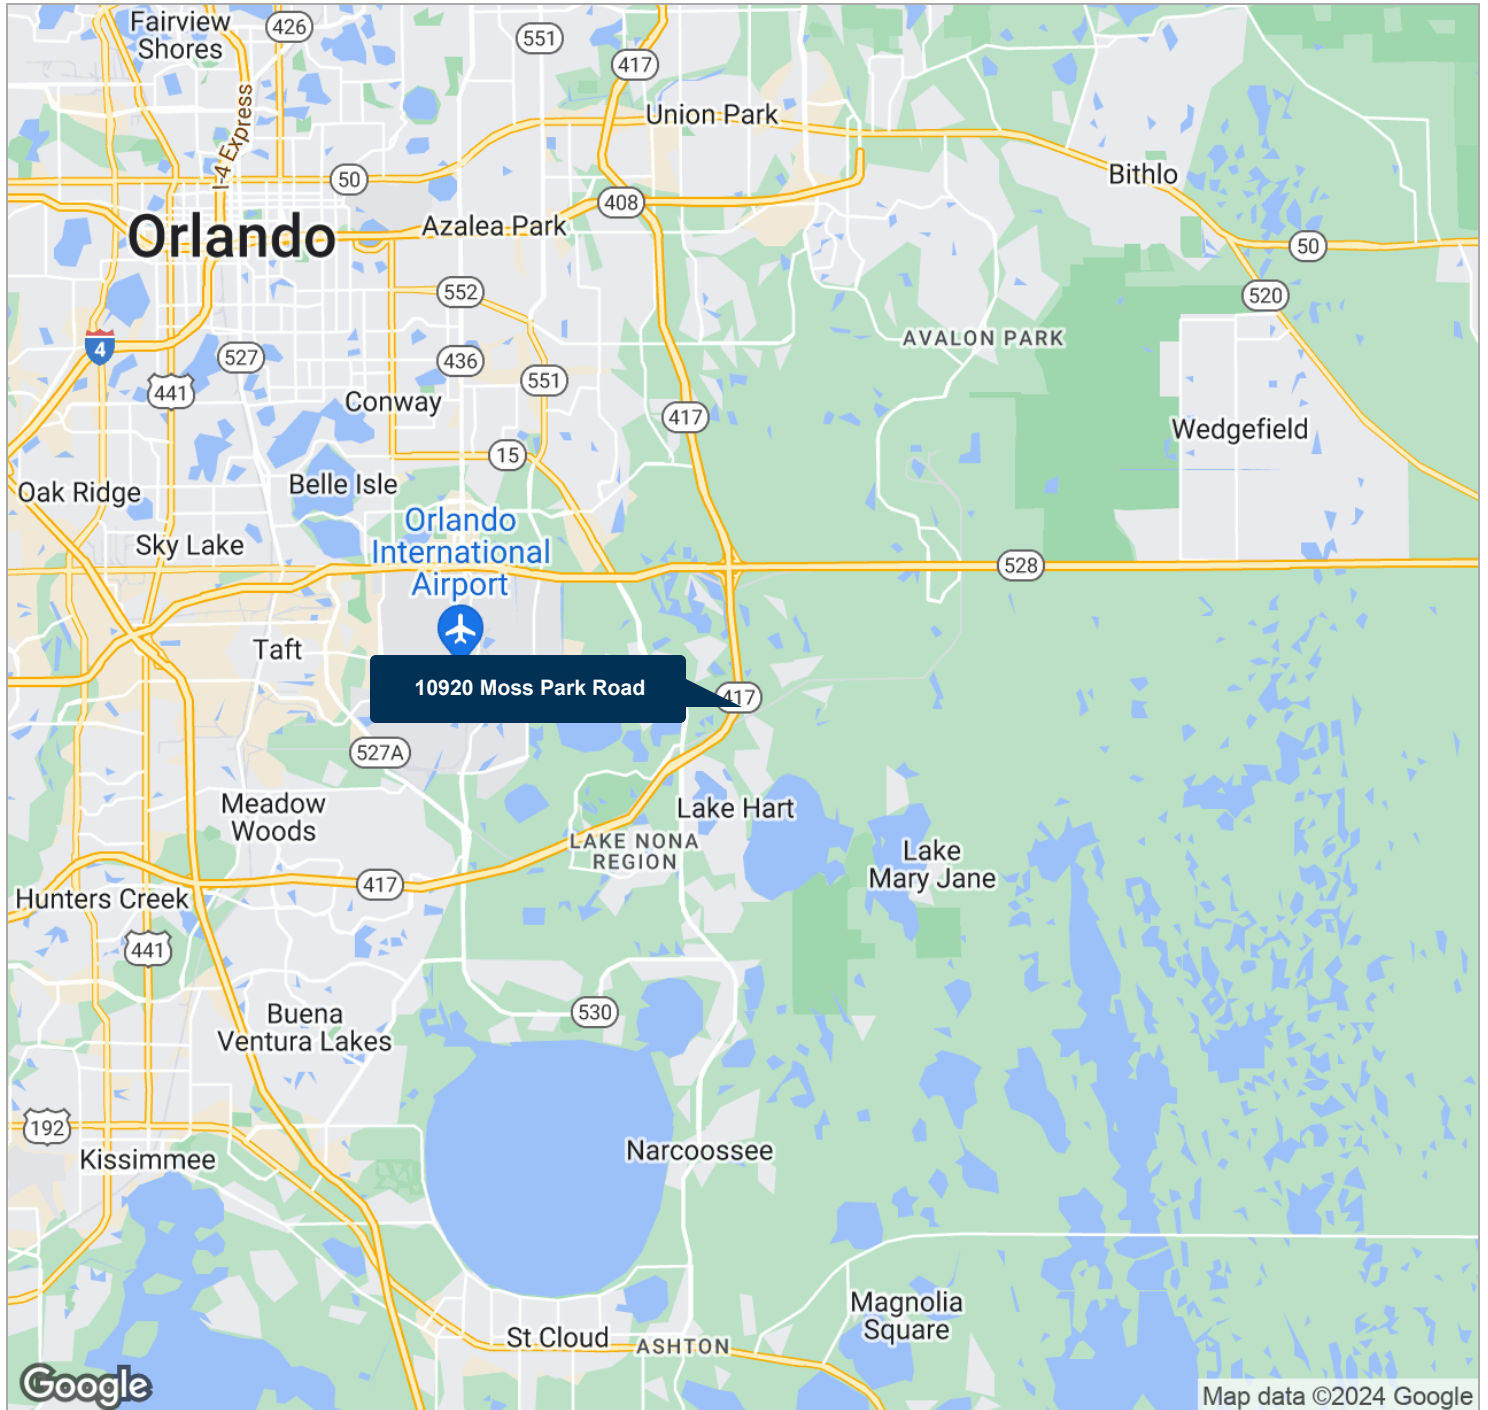 Fairview
Shores
426
551
417
Union Park
I-4 Express
50
Bithlo
408
Azalea Park
Orlando
50
552
520
4
527
436
AVALON PARK
551
441
Conway
417
Wedgefield
15
Belle Isle
Oak Ridge
Orlando
International
Airport
Sky Lake
528
Taft
10920 Moss Park Road
417
527A
Meadow
Woods
Lake Hart
LAKE NONA
REGION
Lake
Mary Jane
417
Hunters Creek
441
530
Buena
Ventura Lakes
192
Kissimmee
Narcoossee
Magnolia
Square
St Cloud
ASHTON
Google
Map data ©2024 Google